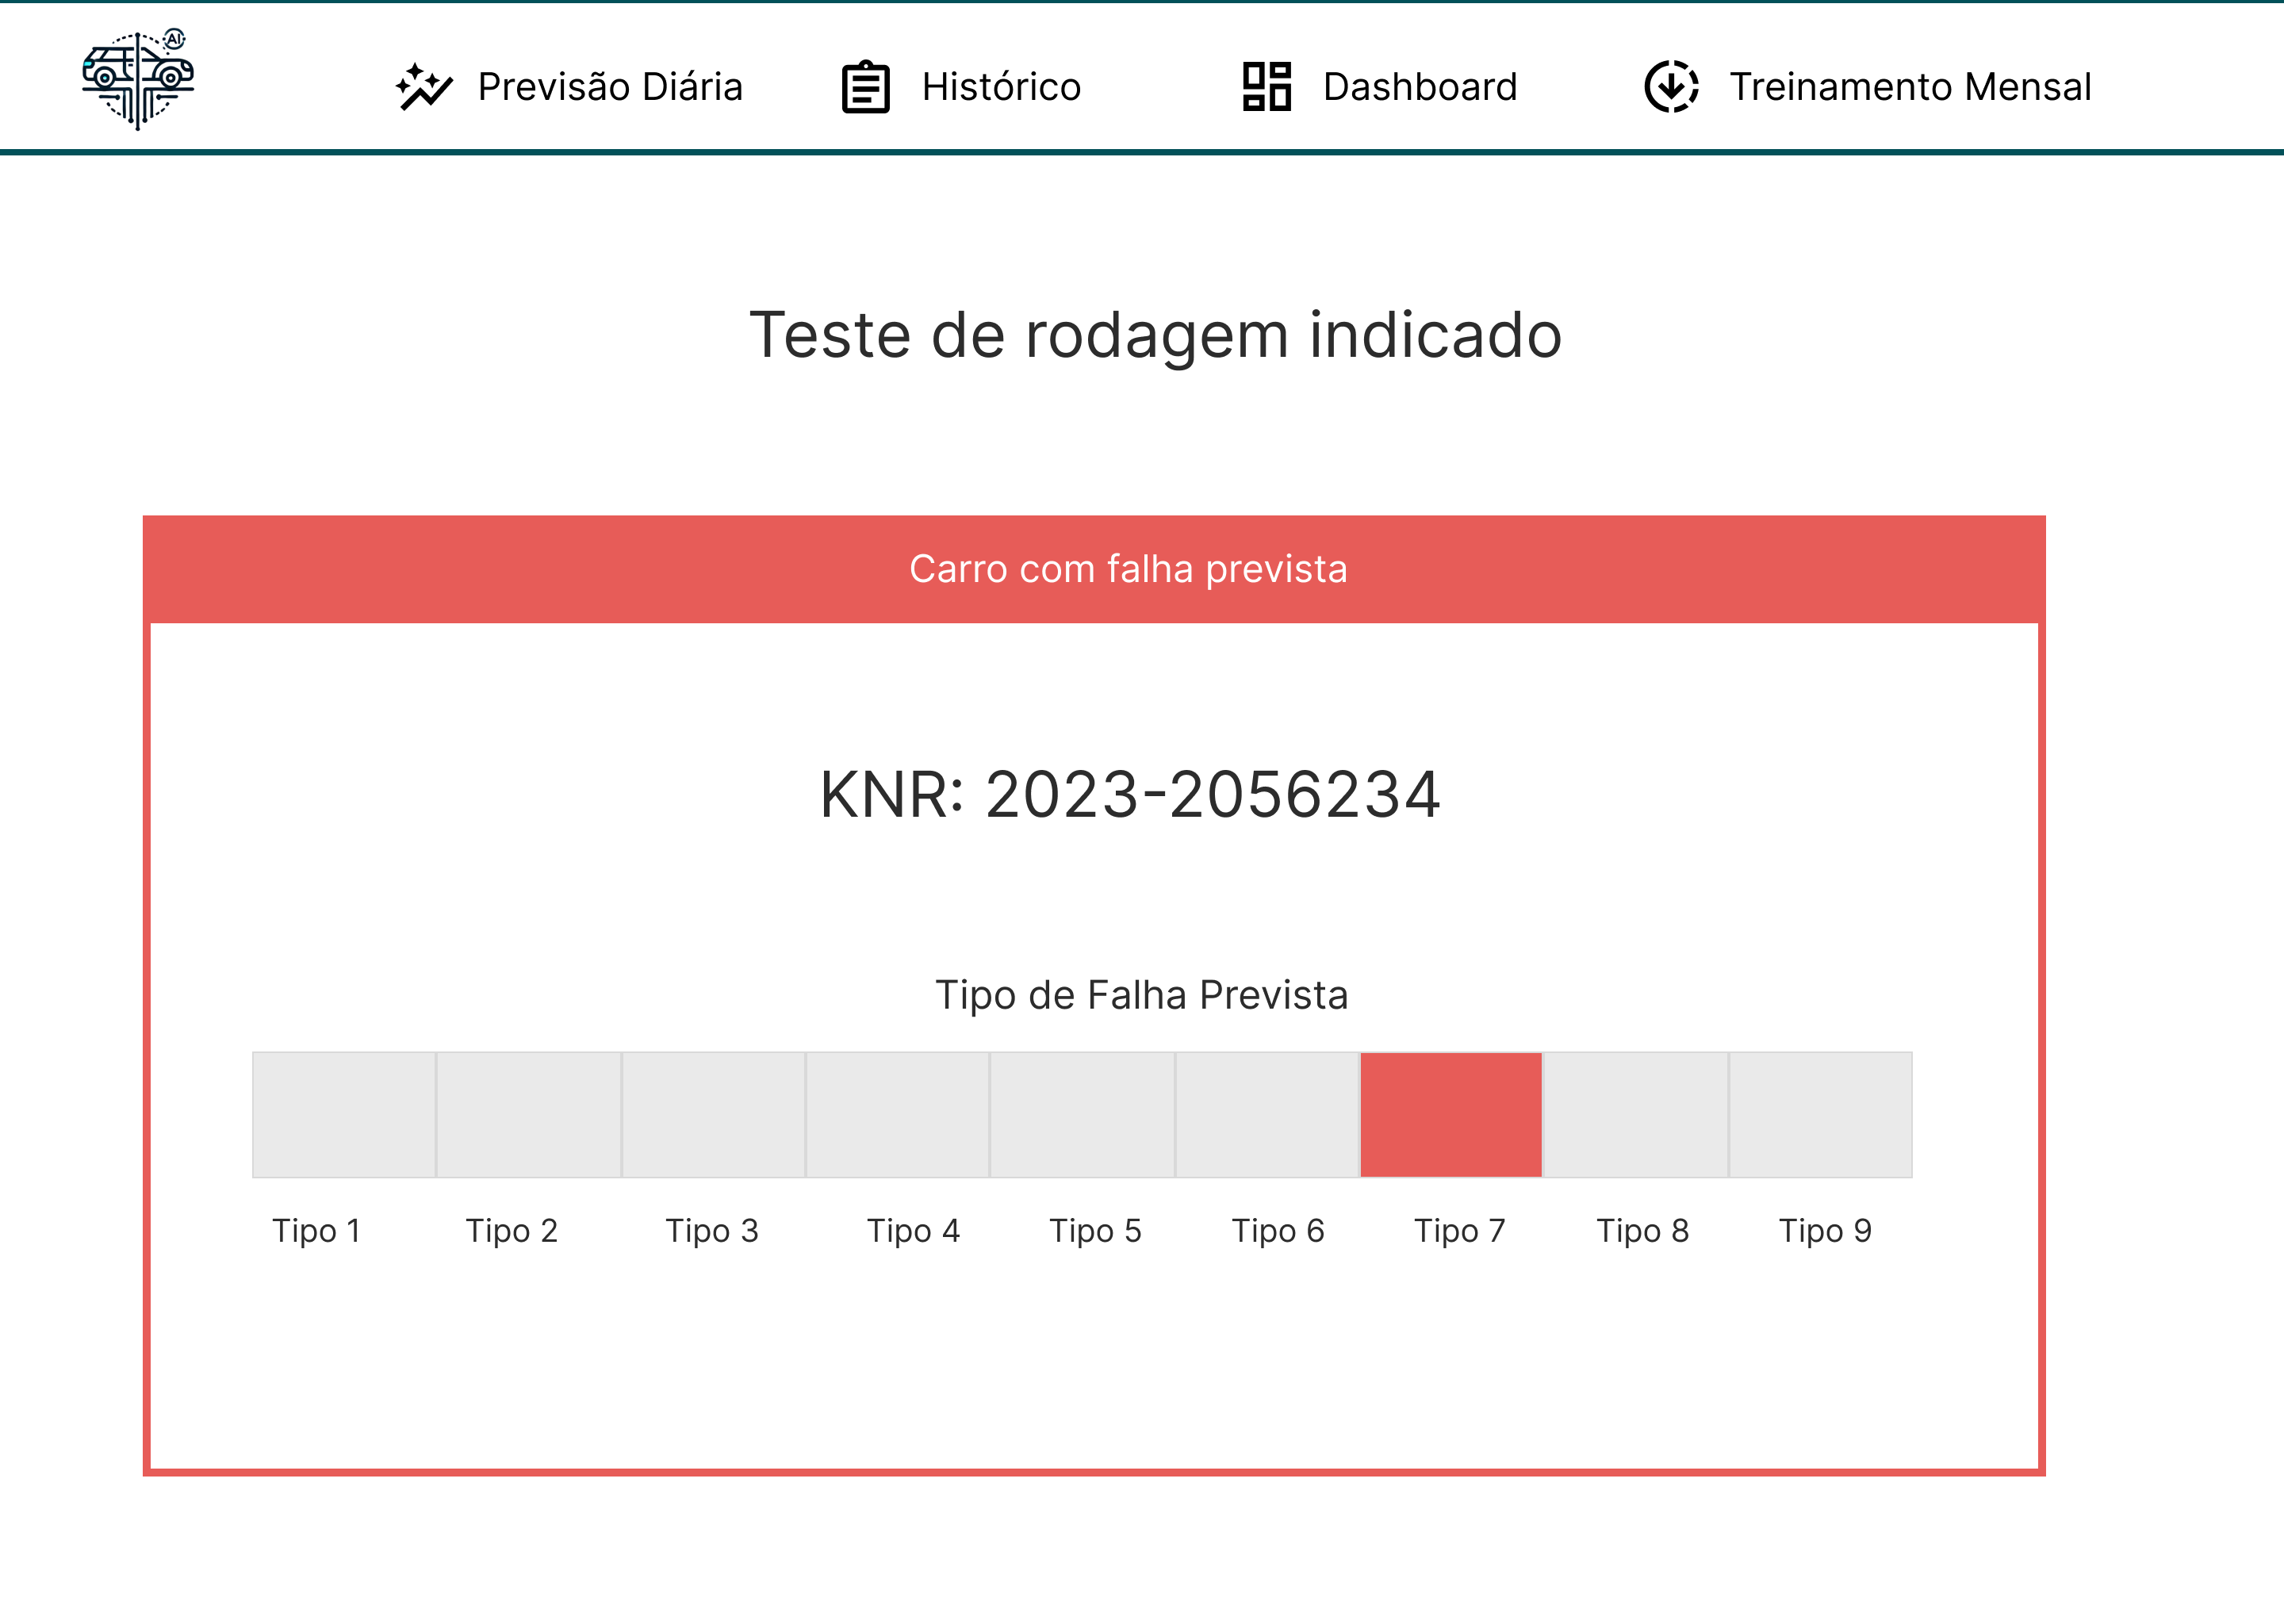 AI
Previsão Diária
Histórico
Dashboard
Treinamento Mensal
Teste de rodagem indicado
Carro com falha prevista
KNR: 2023-2056234
Tipo de Falha Prevista
Tipo 1 Tipo 2 Tipo 3 Tipo 4 Tipo 5 Tipo 6 Tipo 7 Tipo 8 Tipo 9